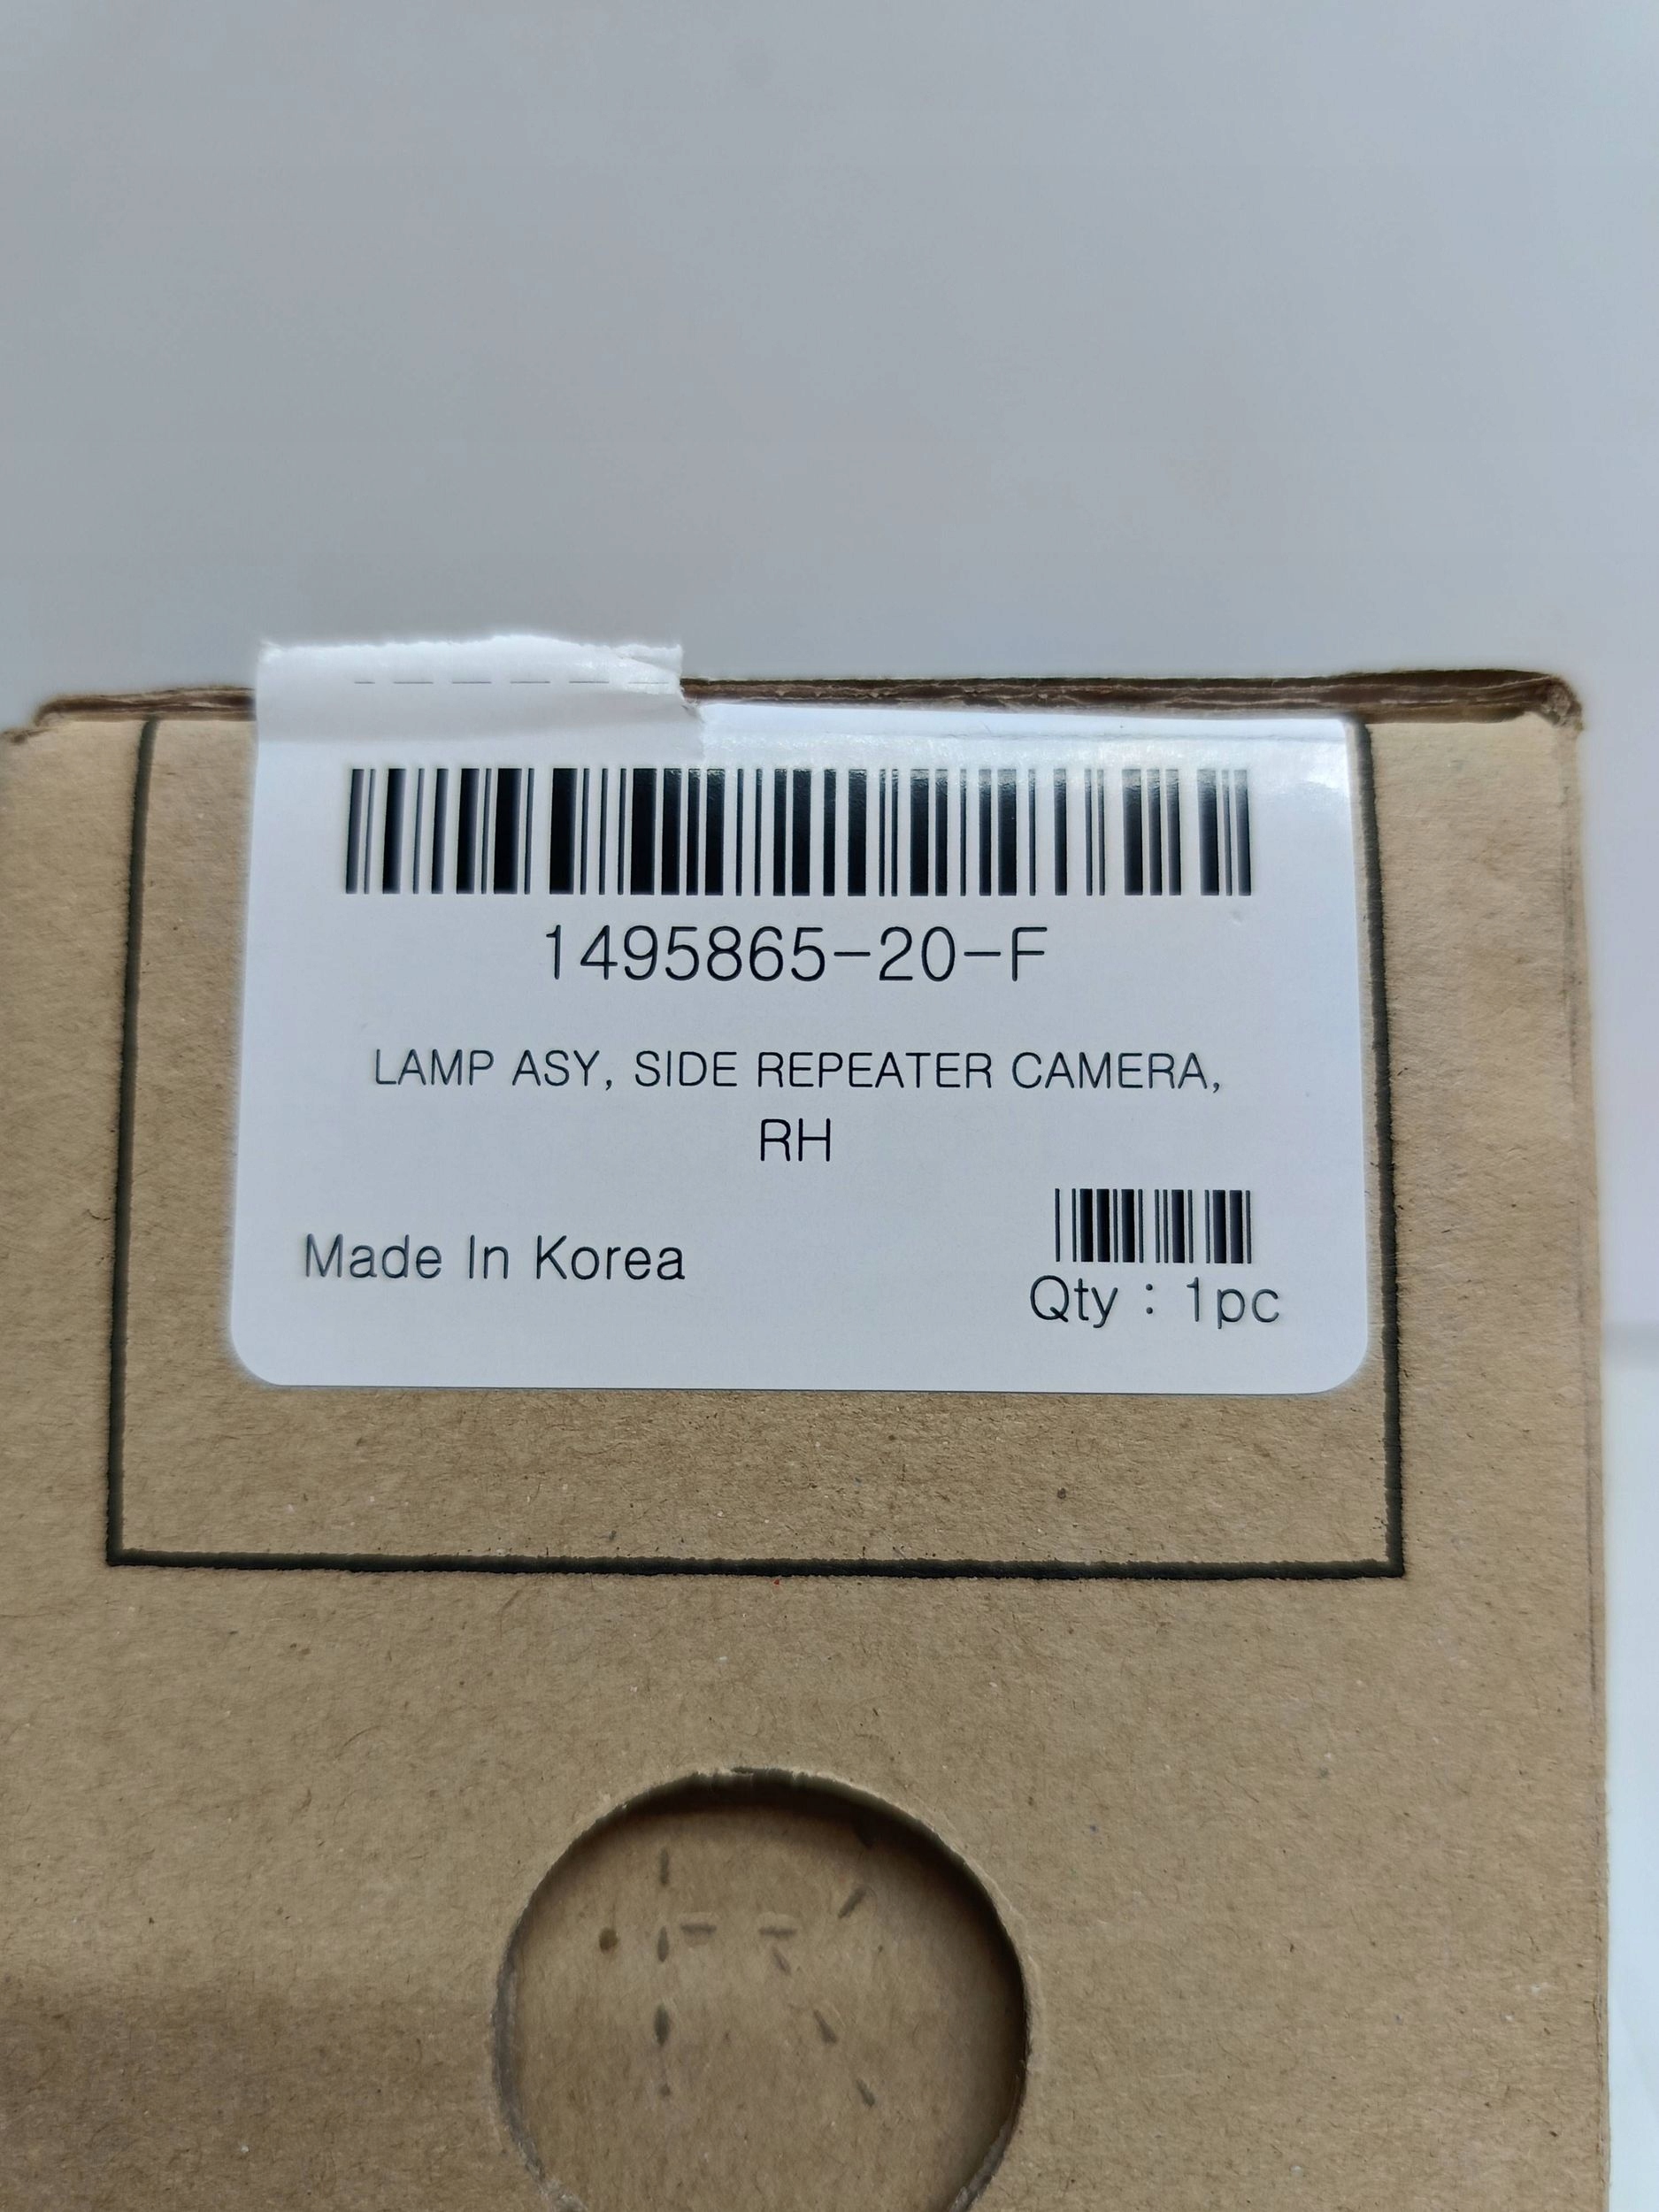 1495865-20-F
LAMP ASY, SIDE REPEATER CAMERA,
RH
Made In Korea
Qty : 1pc